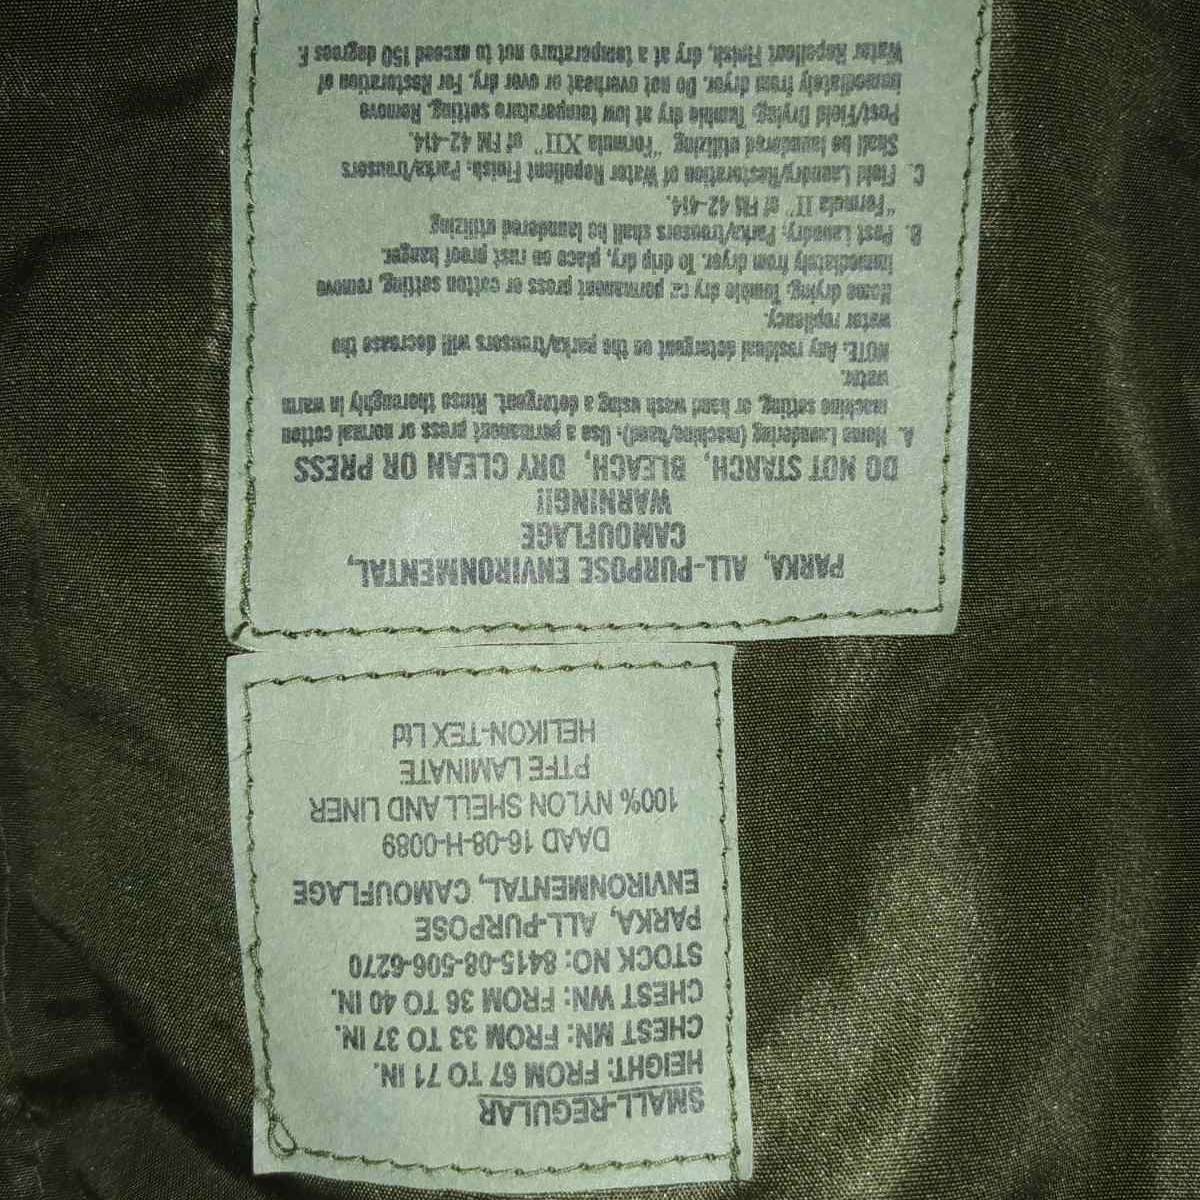 SMALL-REGULAR
HEIGHT: FROM 67 TO 71 IN.
CHEST MN: FROM 33 TO 37 IN.
CHEST WN: FROM 36 TO 40 IN.
STOCK NO: 8415-08-506-6270
PARKA, ALL-PURPOSE
ENVIRONMENTAL, CAMOUFLAGE
DAAD 16-08-H-0089
100% NYLON SHELL AND LINER
PTFE LAMINATE
HELIKON-TEX Ltd
PARKA, ALL-PURPOSE ENVIRONMENTAL,
CAMOUFLAGE
WARNING!!
DO NOT STARCH, BLEACH, DRY CLEAN OR PRESS
A. Home Laundering (machine/hand): Use a permanent press or normal cotton
machine setting, or hand wash using a detergent. Rinse thoroughly in warm
water.
NOTE. Any residual detergent on the parka/trousers will decrease the
water repllency.
Home drying. Tumble dry permanent press or cotton setting, remove
immediately from dryer. To drip dry, place on rust proof hanger.
B. Post Laundry: Parka/trousers shall be laundered utilizing
"Formula II" of FM 42-414.
C. Field Laundry/Restoration of Water Repellent Finish. Parka/trousers
Shall be laundered utilizing "Formula XII" of FM 42-414.
Post/Field Drying: Tumble dry at low temperature setting. Remove
immediately from dryer. Do not overheat or over dry. For Restoration of
Water Repellent Finish, dry at a temperature not to exceed 150 degrees F.